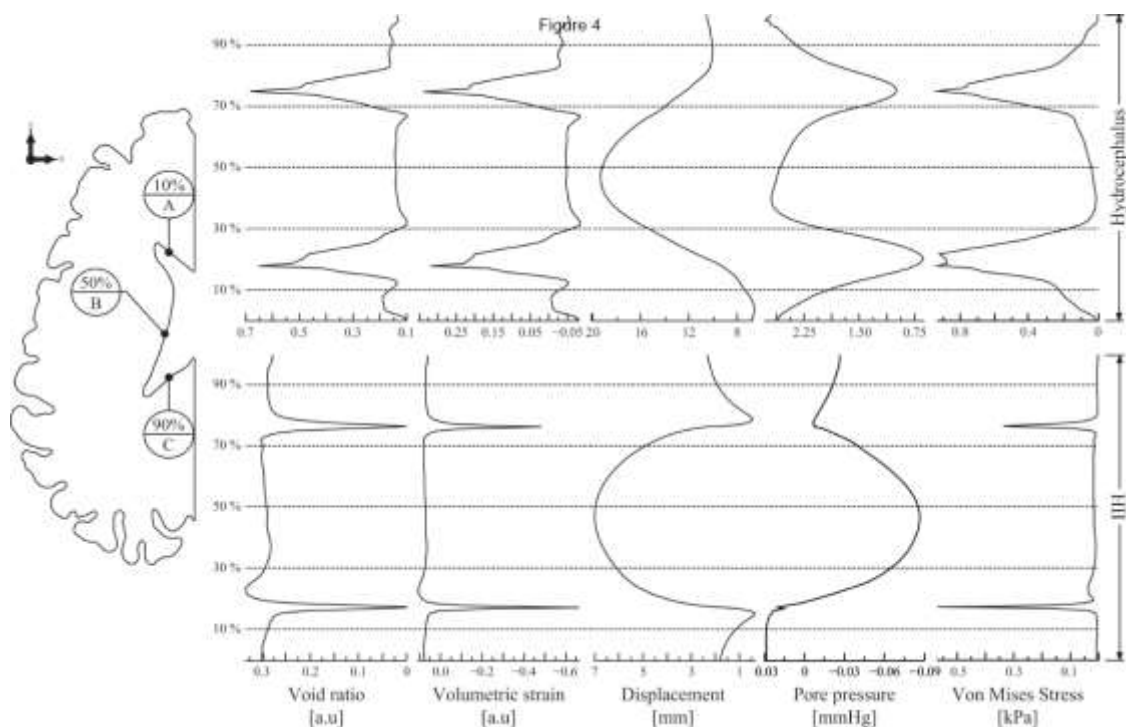 Figure 4
90 %
70 %
50 %
30 %
10 %
10%
A
50%
B
90%
C
0.7 0.5 0.3 0.1
0.25 0.15 0.05 −0.05
20 16 12 8
2.25 1.50 0.75
0.8 0.4 0
Hydrocephalus
90 %
70 %
50 %
30 %
10 %
0.3 0.2 0.1 0
0.0 −0.2 −0.4 −0.6
7 5 3 1
0.03 0 −0.03 −0.06 −0.09
0.5 0.3 0.1
IIH
Void ratio Volumetric strain Displacement Pore pressure Von Mises Stress
[a.u] [a.u] [mm] [mmHg] [kPa]